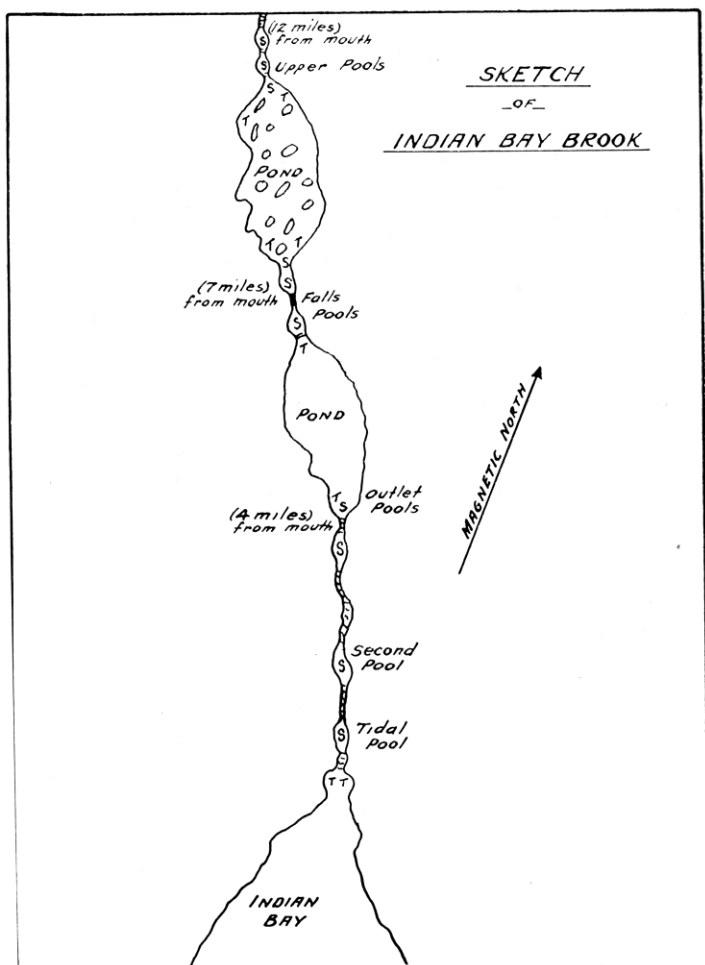 SKETCH
_OF_
INDIAN BAY BROOK
(12 miles)
from mouth
S
S
Upper Pools
S
T
T
POND
T
T
S
S
(7 miles)
from mouth
Falls
Pools
S
T
POND
T
S
Outlet
Pools
(4 miles)
from mouth
S
MAGNETIC NORTH
Second
Pool
S
Tidal
Pool
S
T T
INDIAN
BAY